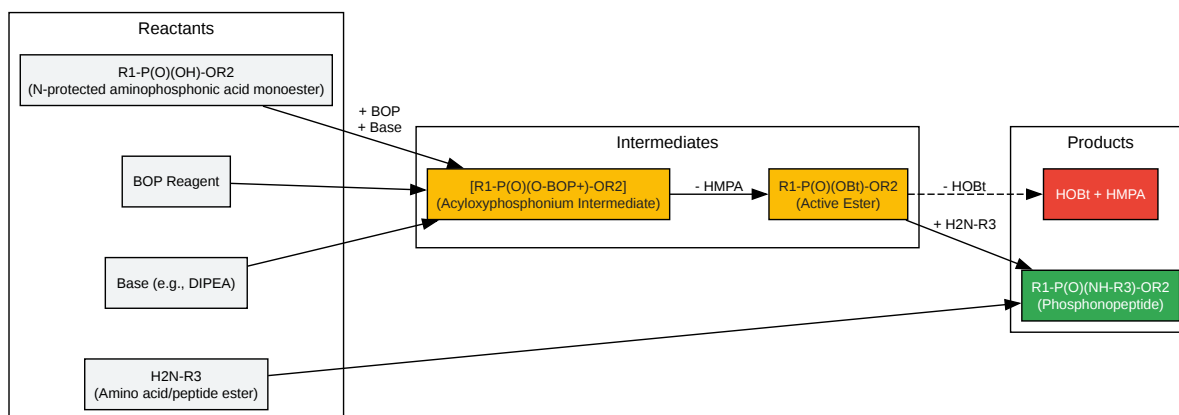 Reactants
R1-P(O)(OH)-OR2
(N-protected aminophosphonic acid monoester)
+ BOP
+ Base
Intermediates
Products
BOP Reagent
[R1-P(O)(O-BOP+)-OR2]
(Acyloxyphosphonium Intermediate)
- HMPA
R1-P(O)(OBt)-OR2
(Active Ester)
- HOBt
HOBt + HMPA
+ H2N-R3
Base (e.g., DIPEA)
R1-P(O)(NH-R3)-OR2
(Phosphonopeptide)
H2N-R3
(Amino acid/peptide ester)